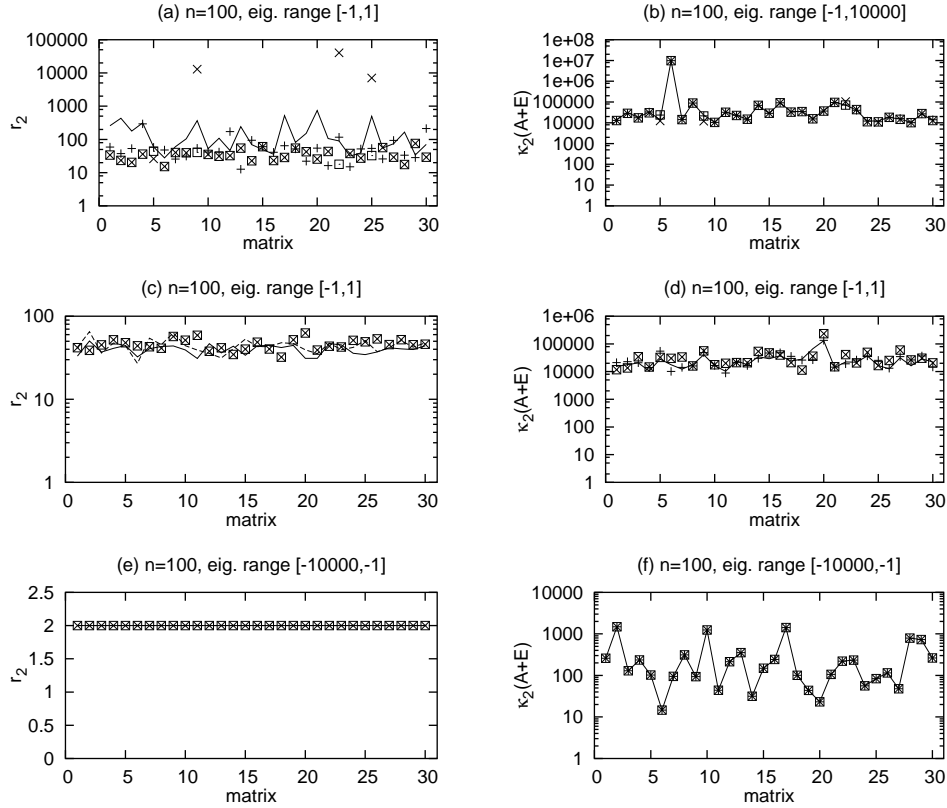 (a) n=100, eig. range [-1,1]
100000
10000
1000
100
10
1
r2
0 5 10 15 20 25 30
matrix
(b) n=100, eig. range [-1,10000]
1e+08
1e+07
1e+06
100000
10000
1000
100
10
1
κ2(A+E)
0 5 10 15 20 25 30
matrix
(c) n=100, eig. range [-1,1]
100
10
1
r2
0 5 10 15 20 25 30
matrix
(d) n=100, eig. range [-1,1]
1e+06
100000
10000
1000
100
10
1
κ2(A+E)
0 5 10 15 20 25 30
matrix
(e) n=100, eig. range [-10000,-1]
2.5
2
1.5
1
0.5
0
r2
0 5 10 15 20 25 30
matrix
(f) n=100, eig. range [-10000,-1]
10000
1000
100
10
1
κ2(A+E)
0 5 10 15 20 25 30
matrix